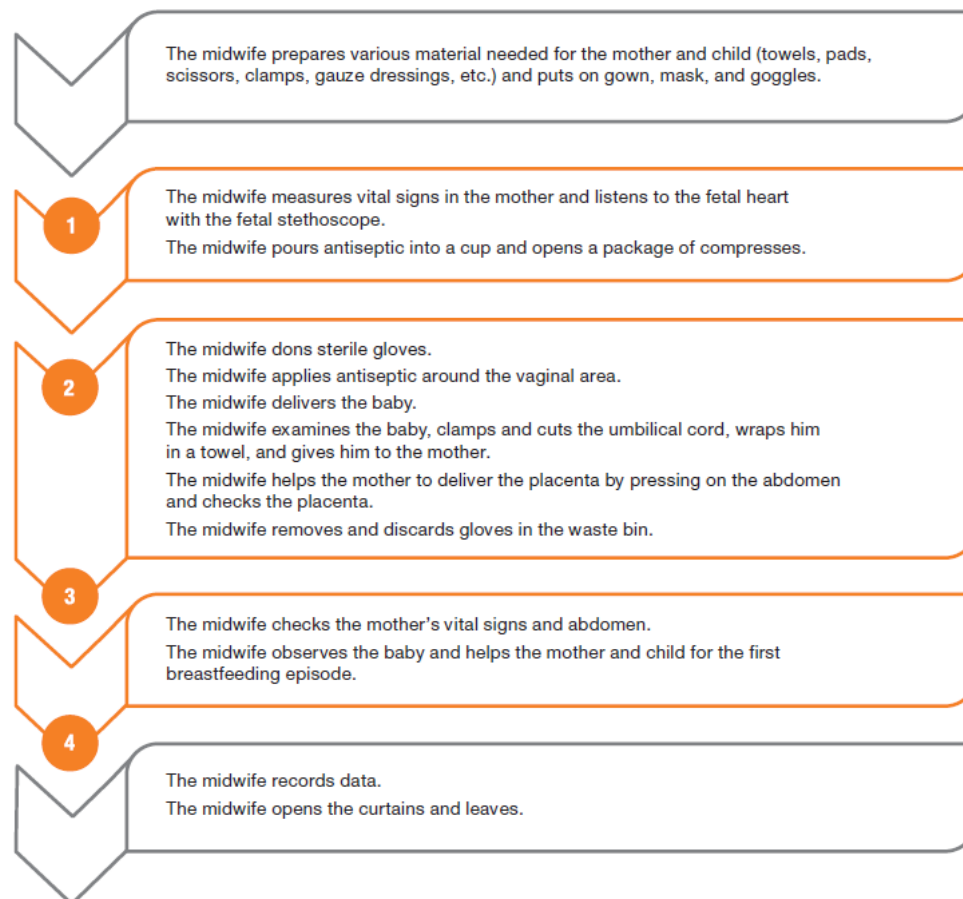 The midwife prepares various material needed for the mother and child (towels, pads,
scissors, clamps, gauze dressings, etc.) and puts on gown, mask, and goggles.
1
The midwife measures vital signs in the mother and listens to the fetal heart
with the fetal stethoscope.
The midwife pours antiseptic into a cup and opens a package of compresses.
2
The midwife dons sterile gloves.
The midwife applies antiseptic around the vaginal area.
The midwife delivers the baby.
The midwife examines the baby, clamps and cuts the umbilical cord, wraps him
in a towel, and gives him to the mother.
The midwife helps the mother to deliver the placenta by pressing on the abdomen
and checks the placenta.
The midwife removes and discards gloves in the waste bin.
3
The midwife checks the mother's vital signs and abdomen.
The midwife observes the baby and helps the mother and child for the first
breastfeeding episode.
4
The midwife records data.
The midwife opens the curtains and leaves.